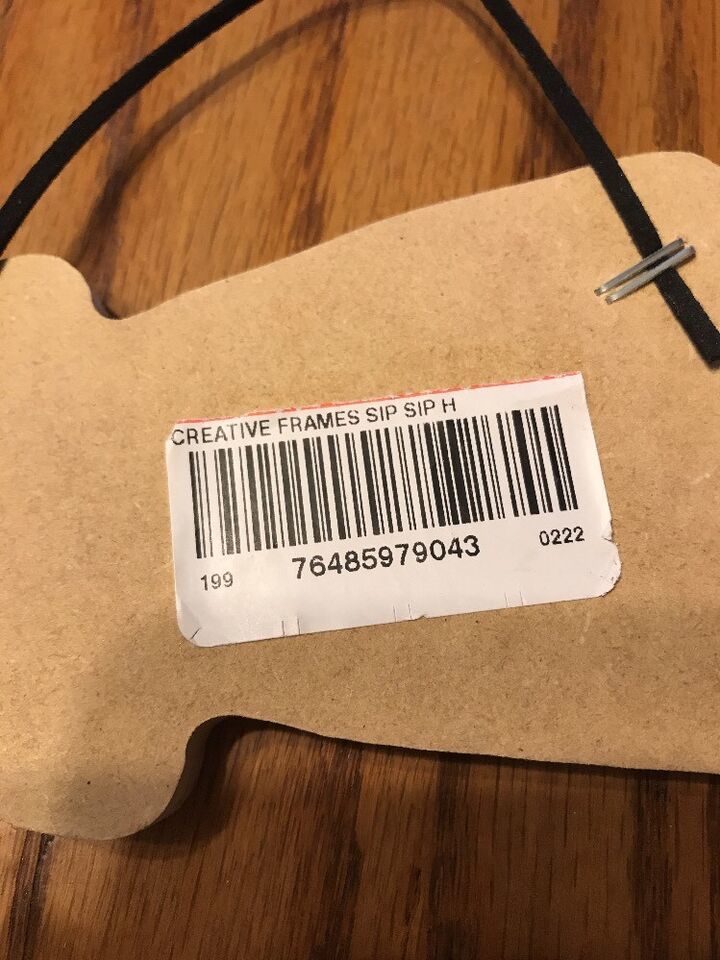 CREATIVE FRAMES SIP SIP H
199 76485979043 0222